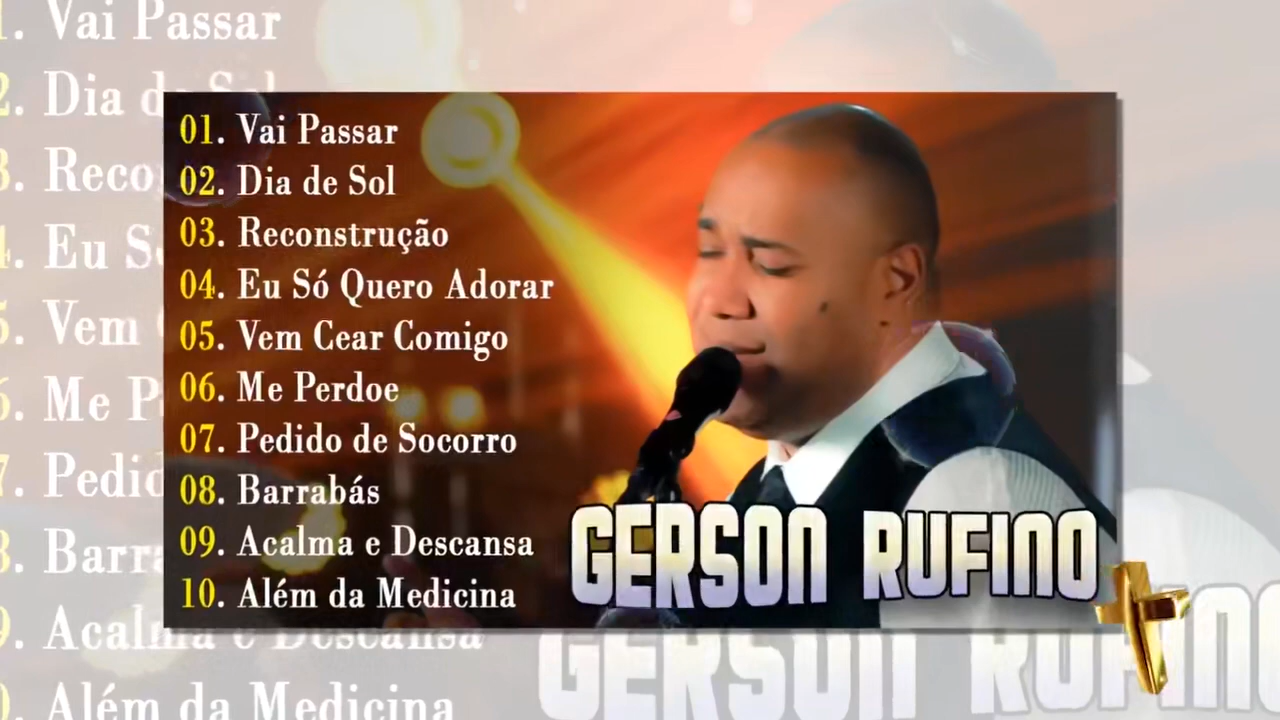 01. Vai Passar
02. Dia de Sol
03. Reconstrução
04. Eu Só Quero Adorar
05. Vem Cear Comigo
06. Me Perdoe
07. Pedido de Socorro
08. Barrabás
09. Acalma e Descansa
10. Além da Medicina
GERSON RUFINO